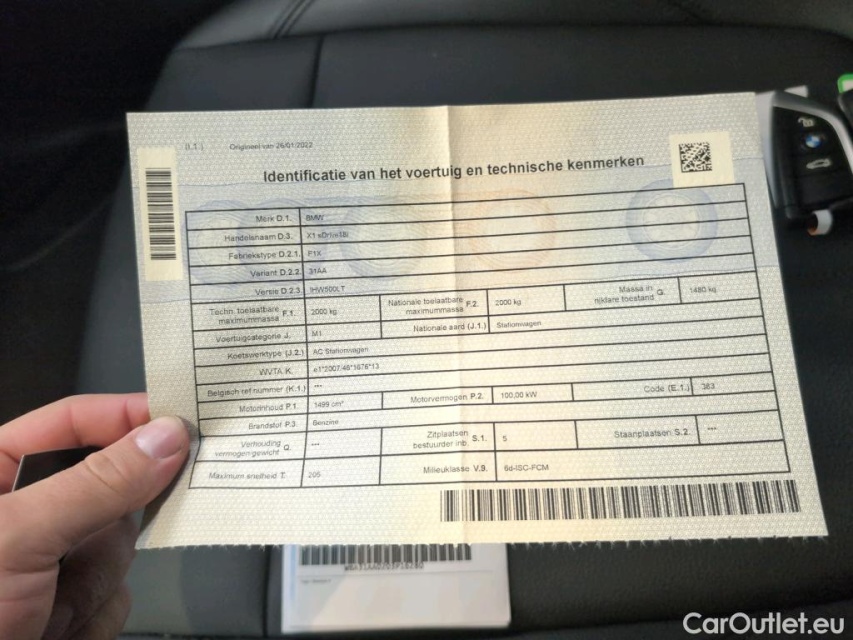 (I.1.) Origineel van 26/01/2022
Identificatie van het voertuig en technische kenmerken
Merk D.1. BMW
Handelsnaam D.3. X1 sDrive18i
Fabriekstype D.2.1. F1X
Variant D.2.2. 31AA
Versie D.2.3. 9HW500LT
Techn. toelaatbare maximummassa F.1. 2000 kg Nationale toelaatbare maximummassa F.2. 2000 kg Massa in rijklare toestand G. 1480 kg
Voertuigcategorie J. M1 Nationale aard (J.1.) Stationwagen
Koetswerktype (J.2.) AC Stationwagen
WVTA K. e1*2007/46*1676*13
Belgisch ref nummer (K.1.) ---
Motorinhoud P.1. 1499 cm³ Motorvermogen P.2. 100,00 kW Code (E.1.) 363
Brandstof P.3. Benzine
Verhouding vermogen gewicht Q. --- Zitplaatsen bestuurder inb. S.1. 5 Staanplaatsen S.2. ---
Maximum snelheid T. 205 Milieuklasse V.9. 6d-ISC-FCM
CarOutlet.eu